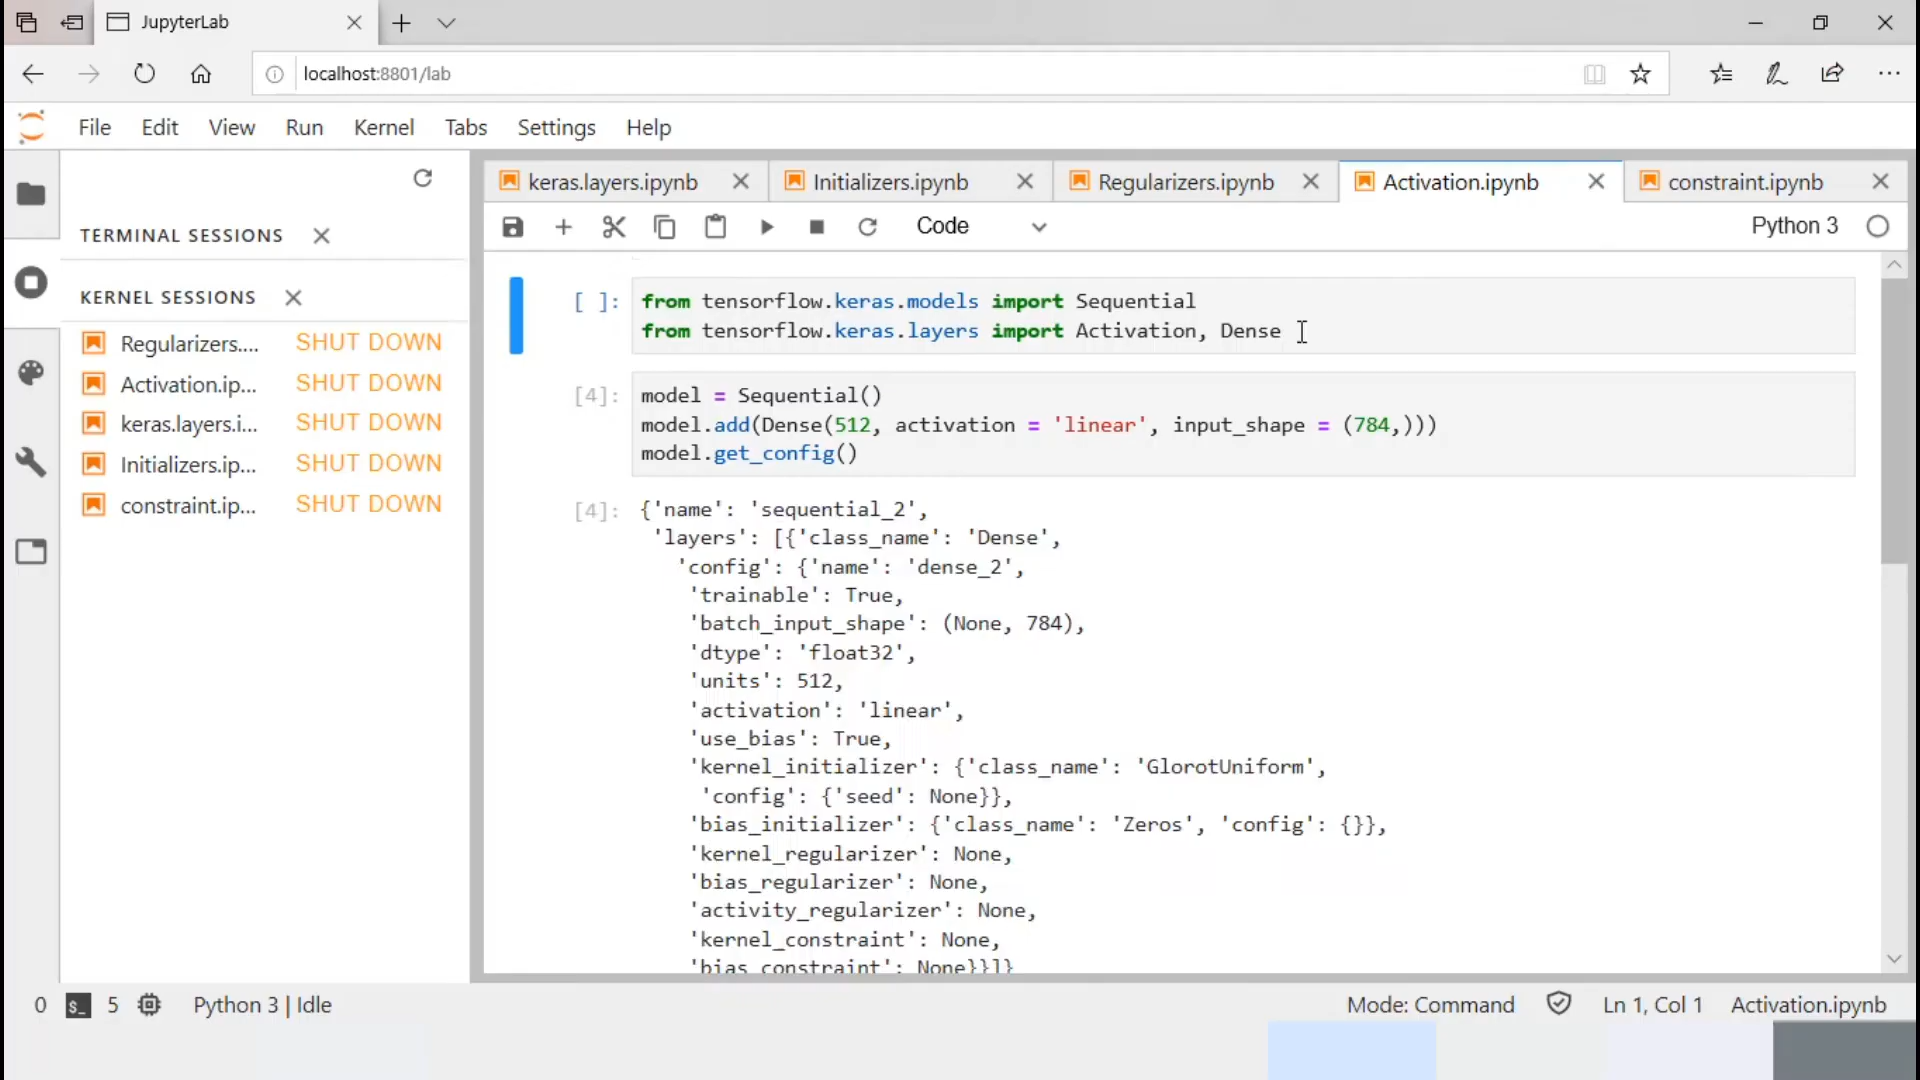 JupyterLab
localhost:8801/lab
File Edit View Run Kernel Tabs Settings Help
TERMINAL SESSIONS
KERNEL SESSIONS
Regularizers.... SHUT DOWN
Activation.ip... SHUT DOWN
keras.layers.i... SHUT DOWN
Initializers.ip... SHUT DOWN
constraint.ip... SHUT DOWN
keras.layers.ipynb Initializers.ipynb Regularizers.ipynb Activation.ipynb constraint.ipynb
Code Python 3
[ ]: from tensorflow.keras.models import Sequential
from tensorflow.keras.layers import Activation, Dense
[4]: model = Sequential()
model.add(Dense(512, activation = 'linear', input_shape = (784,)))
model.get_config()
[4]: {'name': 'sequential_2',
'layers': [{'class_name': 'Dense',
'config': {'name': 'dense_2',
'trainable': True,
'batch_input_shape': (None, 784),
'dtype': 'float32',
'units': 512,
'activation': 'linear',
'use_bias': True,
'kernel_initializer': {'class_name': 'GlorotUniform',
'config': {'seed': None}},
'bias_initializer': {'class_name': 'Zeros', 'config': {}},
'kernel_regularizer': None,
'bias_regularizer': None,
'activity_regularizer': None,
'kernel_constraint': None,
'bias_constraint': None}}]}
0 $_ 5 Python 3 | Idle Mode: Command Ln 1, Col 1 Activation.ipynb